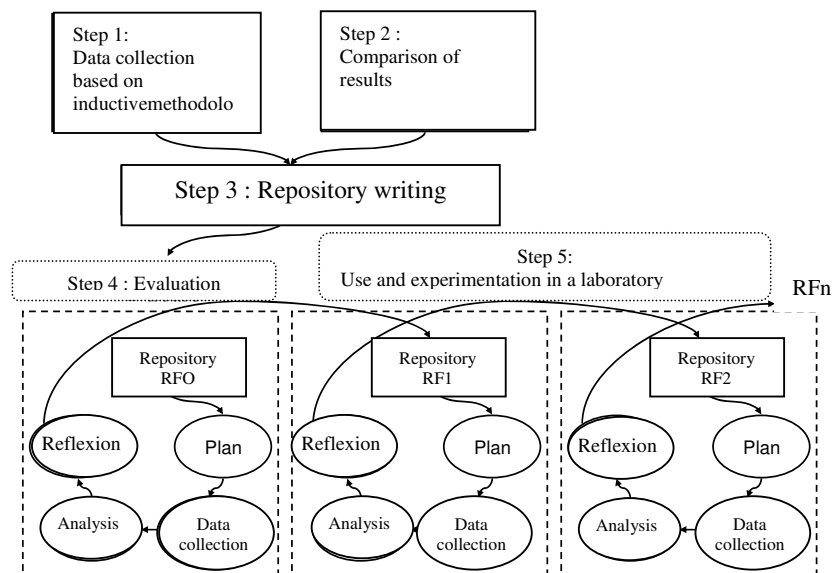 Step 1:
Data collection
based on
inductivemethodolo
Step 2 :
Comparison of
results
Step 3 : Repository writing
Step 4 : Evaluation
Step 5:
Use and experimentation in a laboratory
RFn
Repository
RFO
Reflexion
Plan
Analysis
Data
collection
Repository
RF1
Reflexion
Plan
Analysis
Data
collection
Repository
RF2
Reflexion
Plan
Analysis
Data
collection